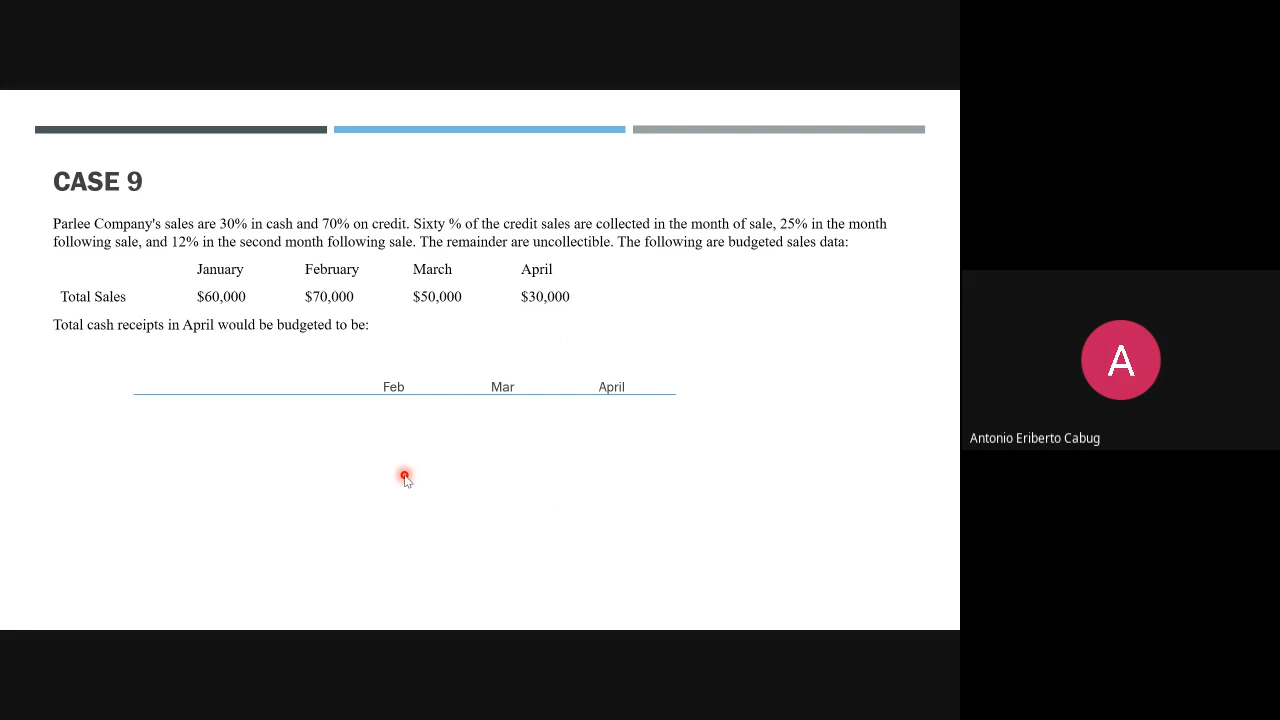 CASE 9
Parlee Company's sales are 30% in cash and 70% on credit. Sixty % of the credit sales are collected in the month of sale, 25% in the month
following sale, and 12% in the second month following sale. The remainder are uncollectible. The following are budgeted sales data:
January February March April
Total Sales $60,000 $70,000 $50,000 $30,000
Total cash receipts in April would be budgeted to be:
Feb Mar April
A
Antonio Eriberto Cabug